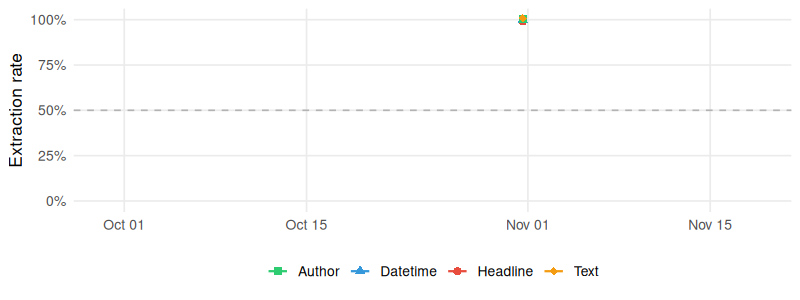 100%
75%
50%
25%
0%
Extraction rate
Oct 01 Oct 15 Nov 01 Nov 15
Author Datetime Headline Text